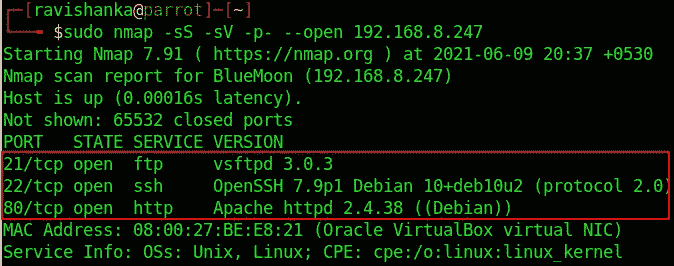 ┌─[ravishanka@parrot]─[~]
└──╼ $sudo nmap -sS -sV -p- --open 192.168.8.247
Starting Nmap 7.91 ( https://nmap.org ) at 2021-06-09 20:37 +0530
Nmap scan report for BlueMoon (192.168.8.247)
Host is up (0.00016s latency).
Not shown: 65532 closed ports
PORT   STATE SERVICE VERSION
21/tcp open  ftp     vsftpd 3.0.3
22/tcp open  ssh     OpenSSH 7.9p1 Debian 10+deb10u2 (protocol 2.0)
80/tcp open  http    Apache httpd 2.4.38 ((Debian))
MAC Address: 08:00:27:BE:E8:21 (Oracle VirtualBox virtual NIC)
Service Info: OSs: Unix, Linux; CPE: cpe:/o:linux:linux_kernel